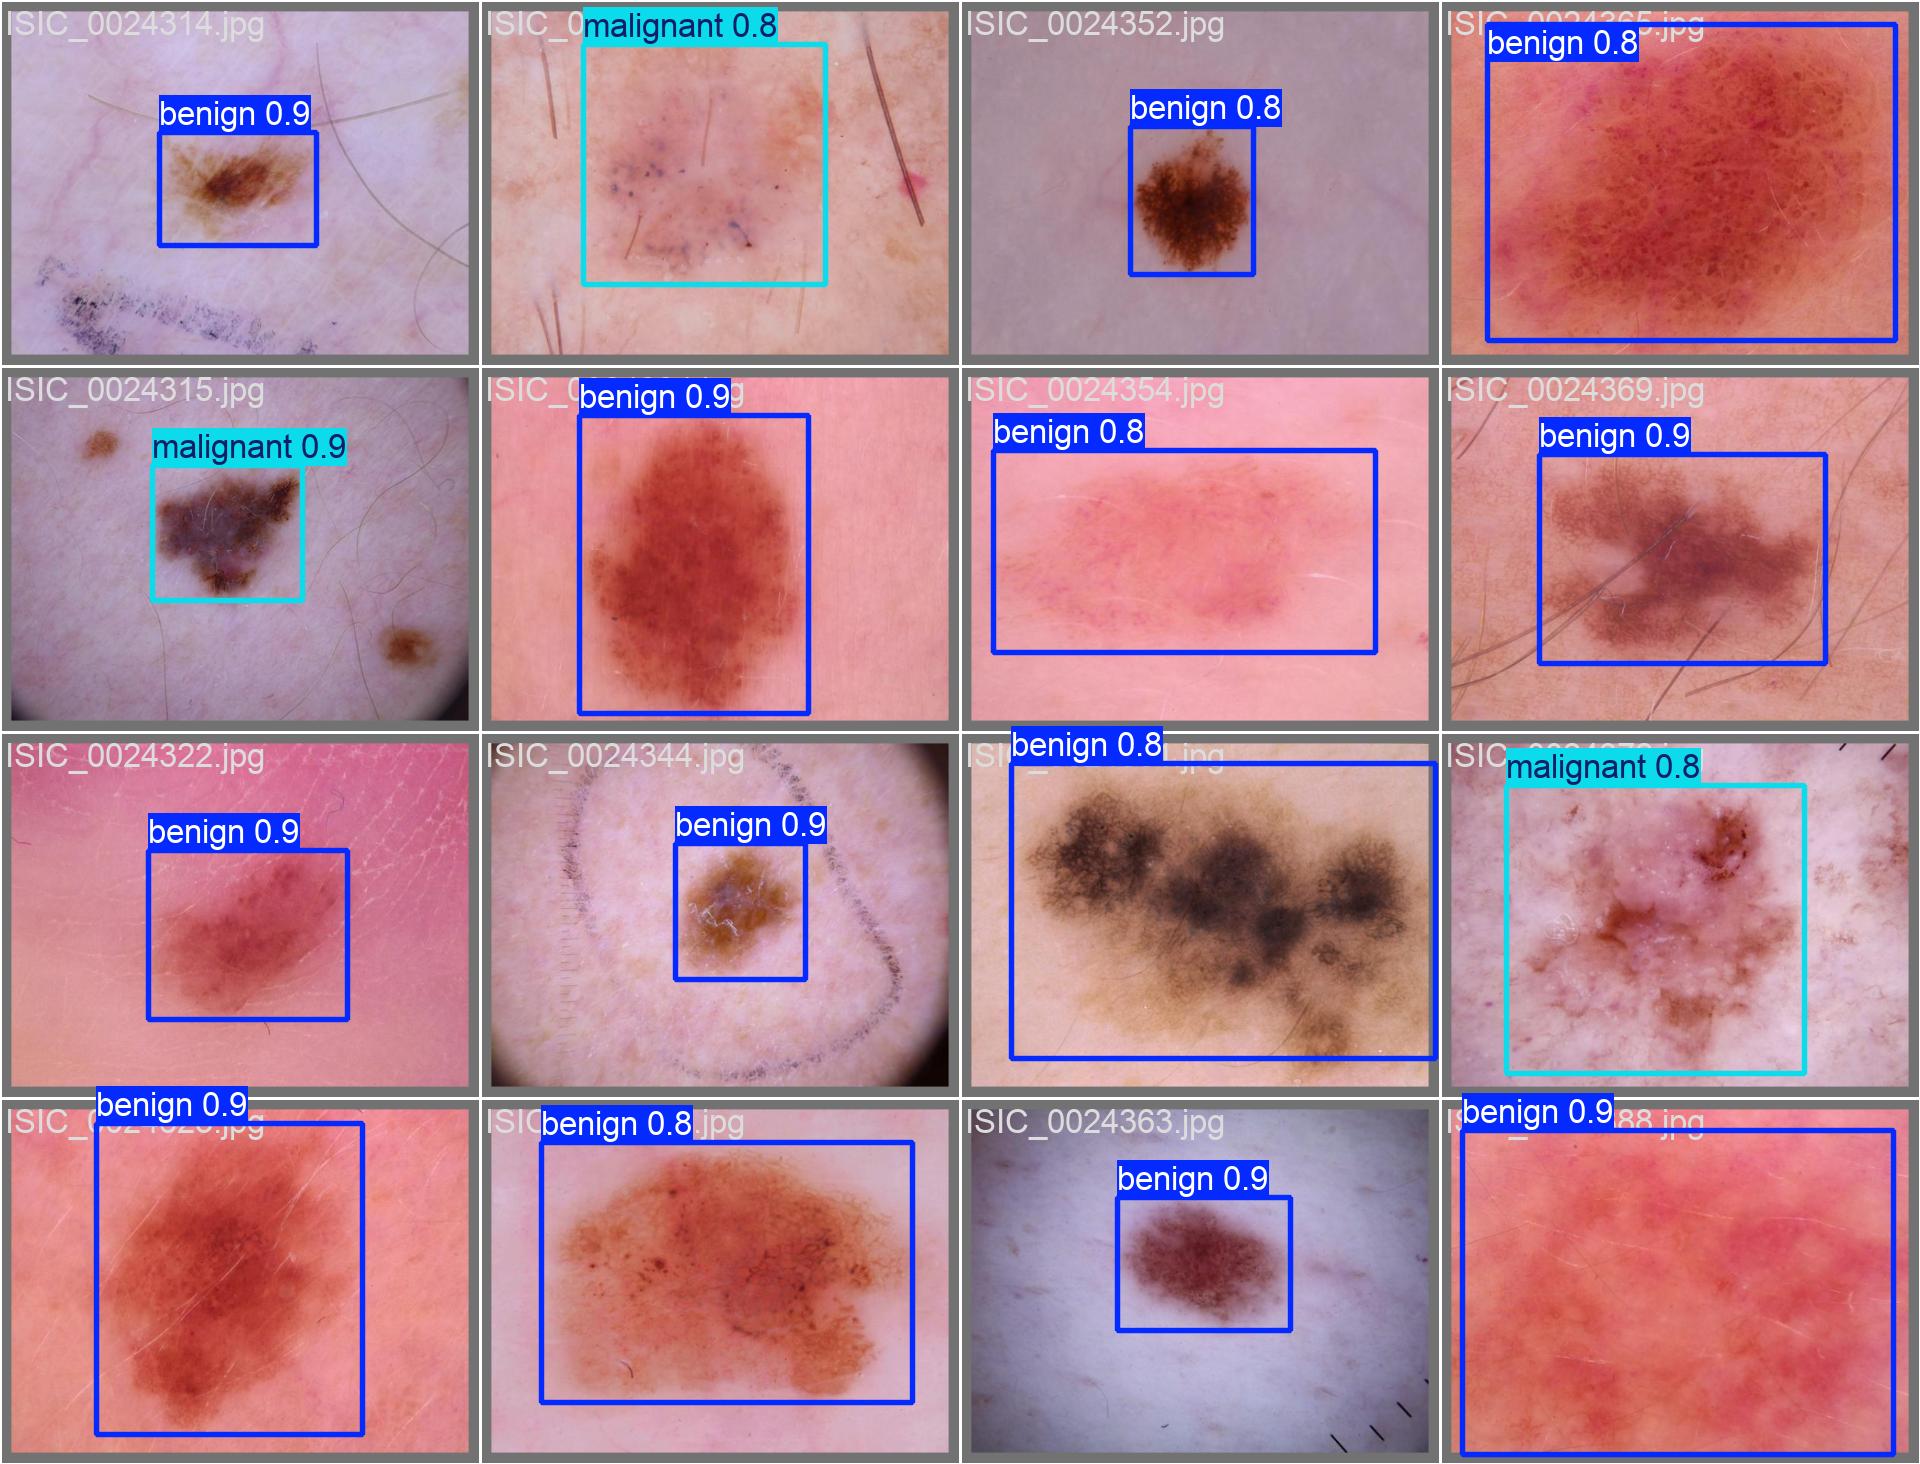 ISIC_0024314.jpg
benign 0.9
malignant 0.8
ISIC_0024352.jpg
benign 0.8
benign 0.8
ISIC_0024315.jpg
malignant 0.9
benign 0.9
ISIC_0024354.jpg
benign 0.8
ISIC_0024369.jpg
benign 0.9
ISIC_0024322.jpg
benign 0.9
ISIC_0024344.jpg
benign 0.9
benign 0.8
malignant 0.8
benign 0.9
benign 0.8
ISIC_0024363.jpg
benign 0.9
benign 0.9